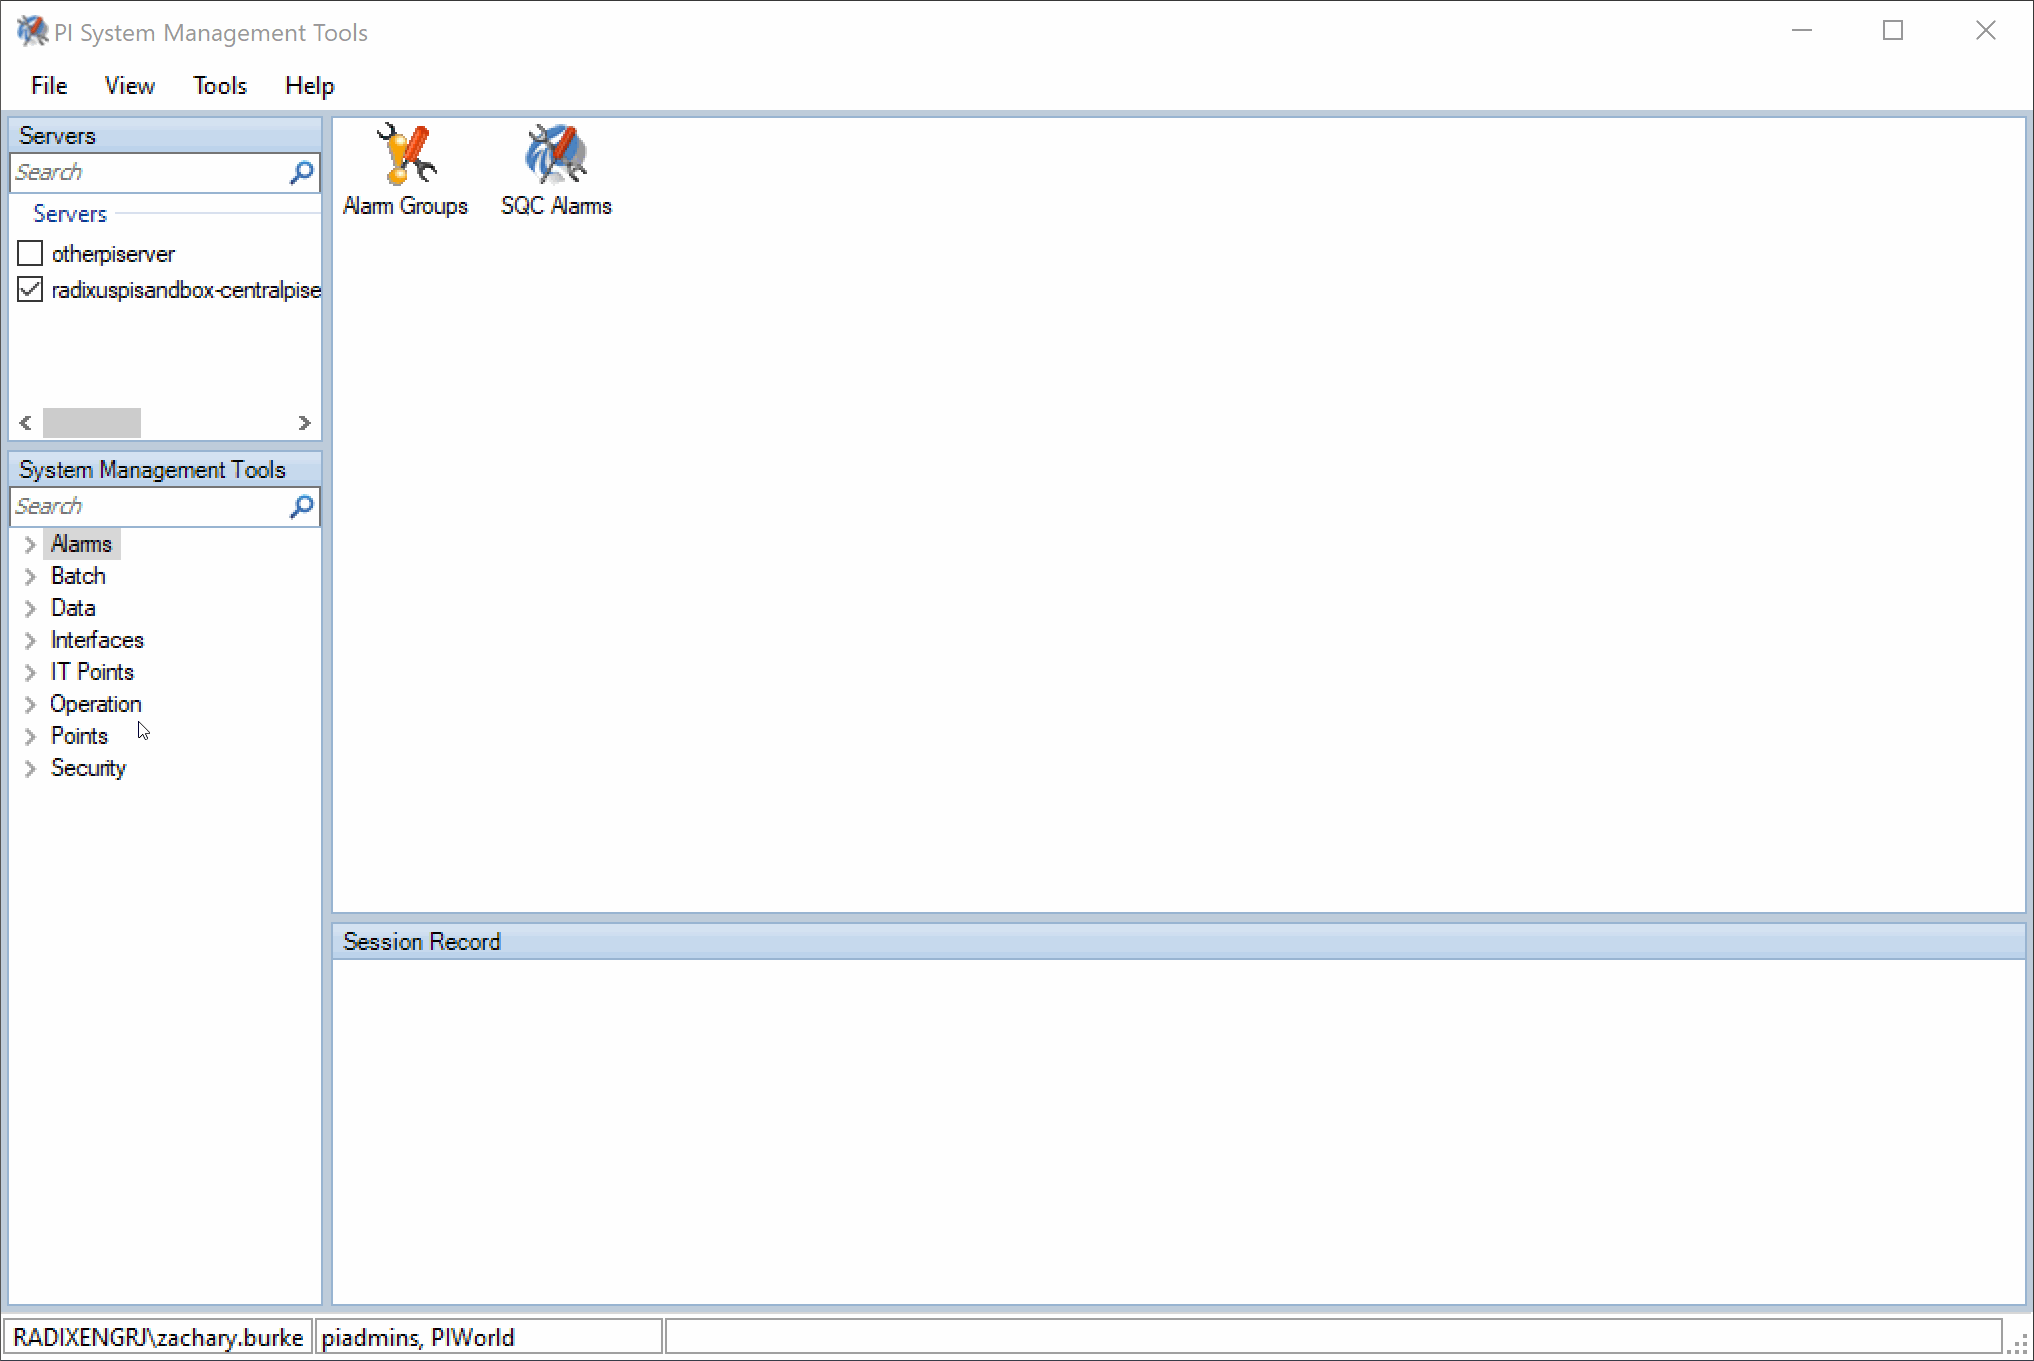 PI System Management Tools
File View Tools Help
Servers
Search
Servers
otherpiserver
radixuspisandbox-centralpise
System Management Tools
Search
Alarms
Batch
Data
Interfaces
IT Points
Operation
Points
Security
Alarm Groups
SQC Alarms
Session Record
RADIXENGRJ\zachary.burke
piadmins, PIWorld